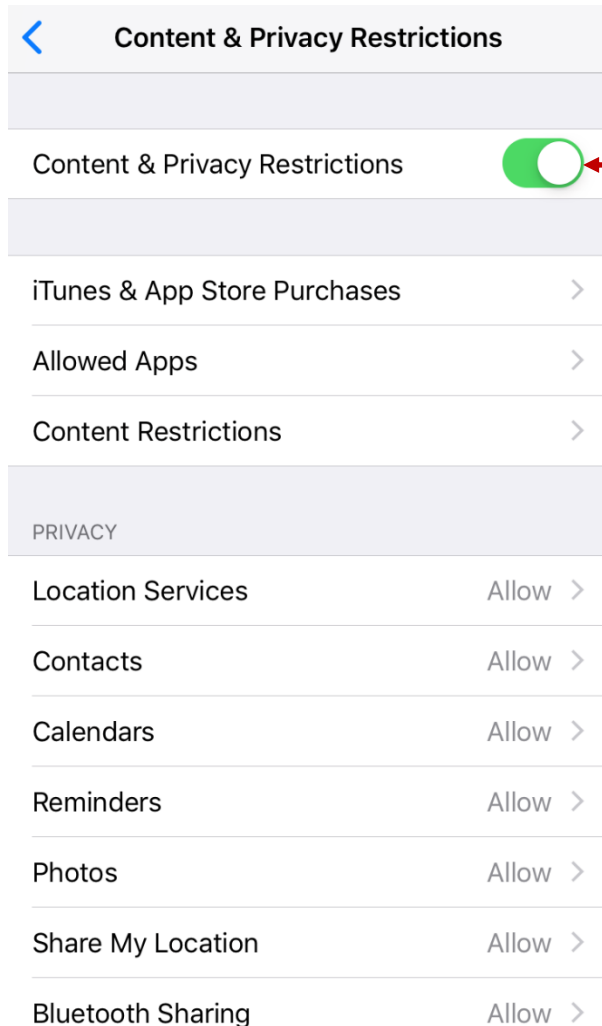 Content & Privacy Restrictions
Content & Privacy Restrictions
iTunes & App Store Purchases
Allowed Apps
Content Restrictions
PRIVACY
Location Services Allow
Contacts Allow
Calendars Allow
Reminders Allow
Photos Allow
Share My Location Allow
Bluetooth Sharing Allow